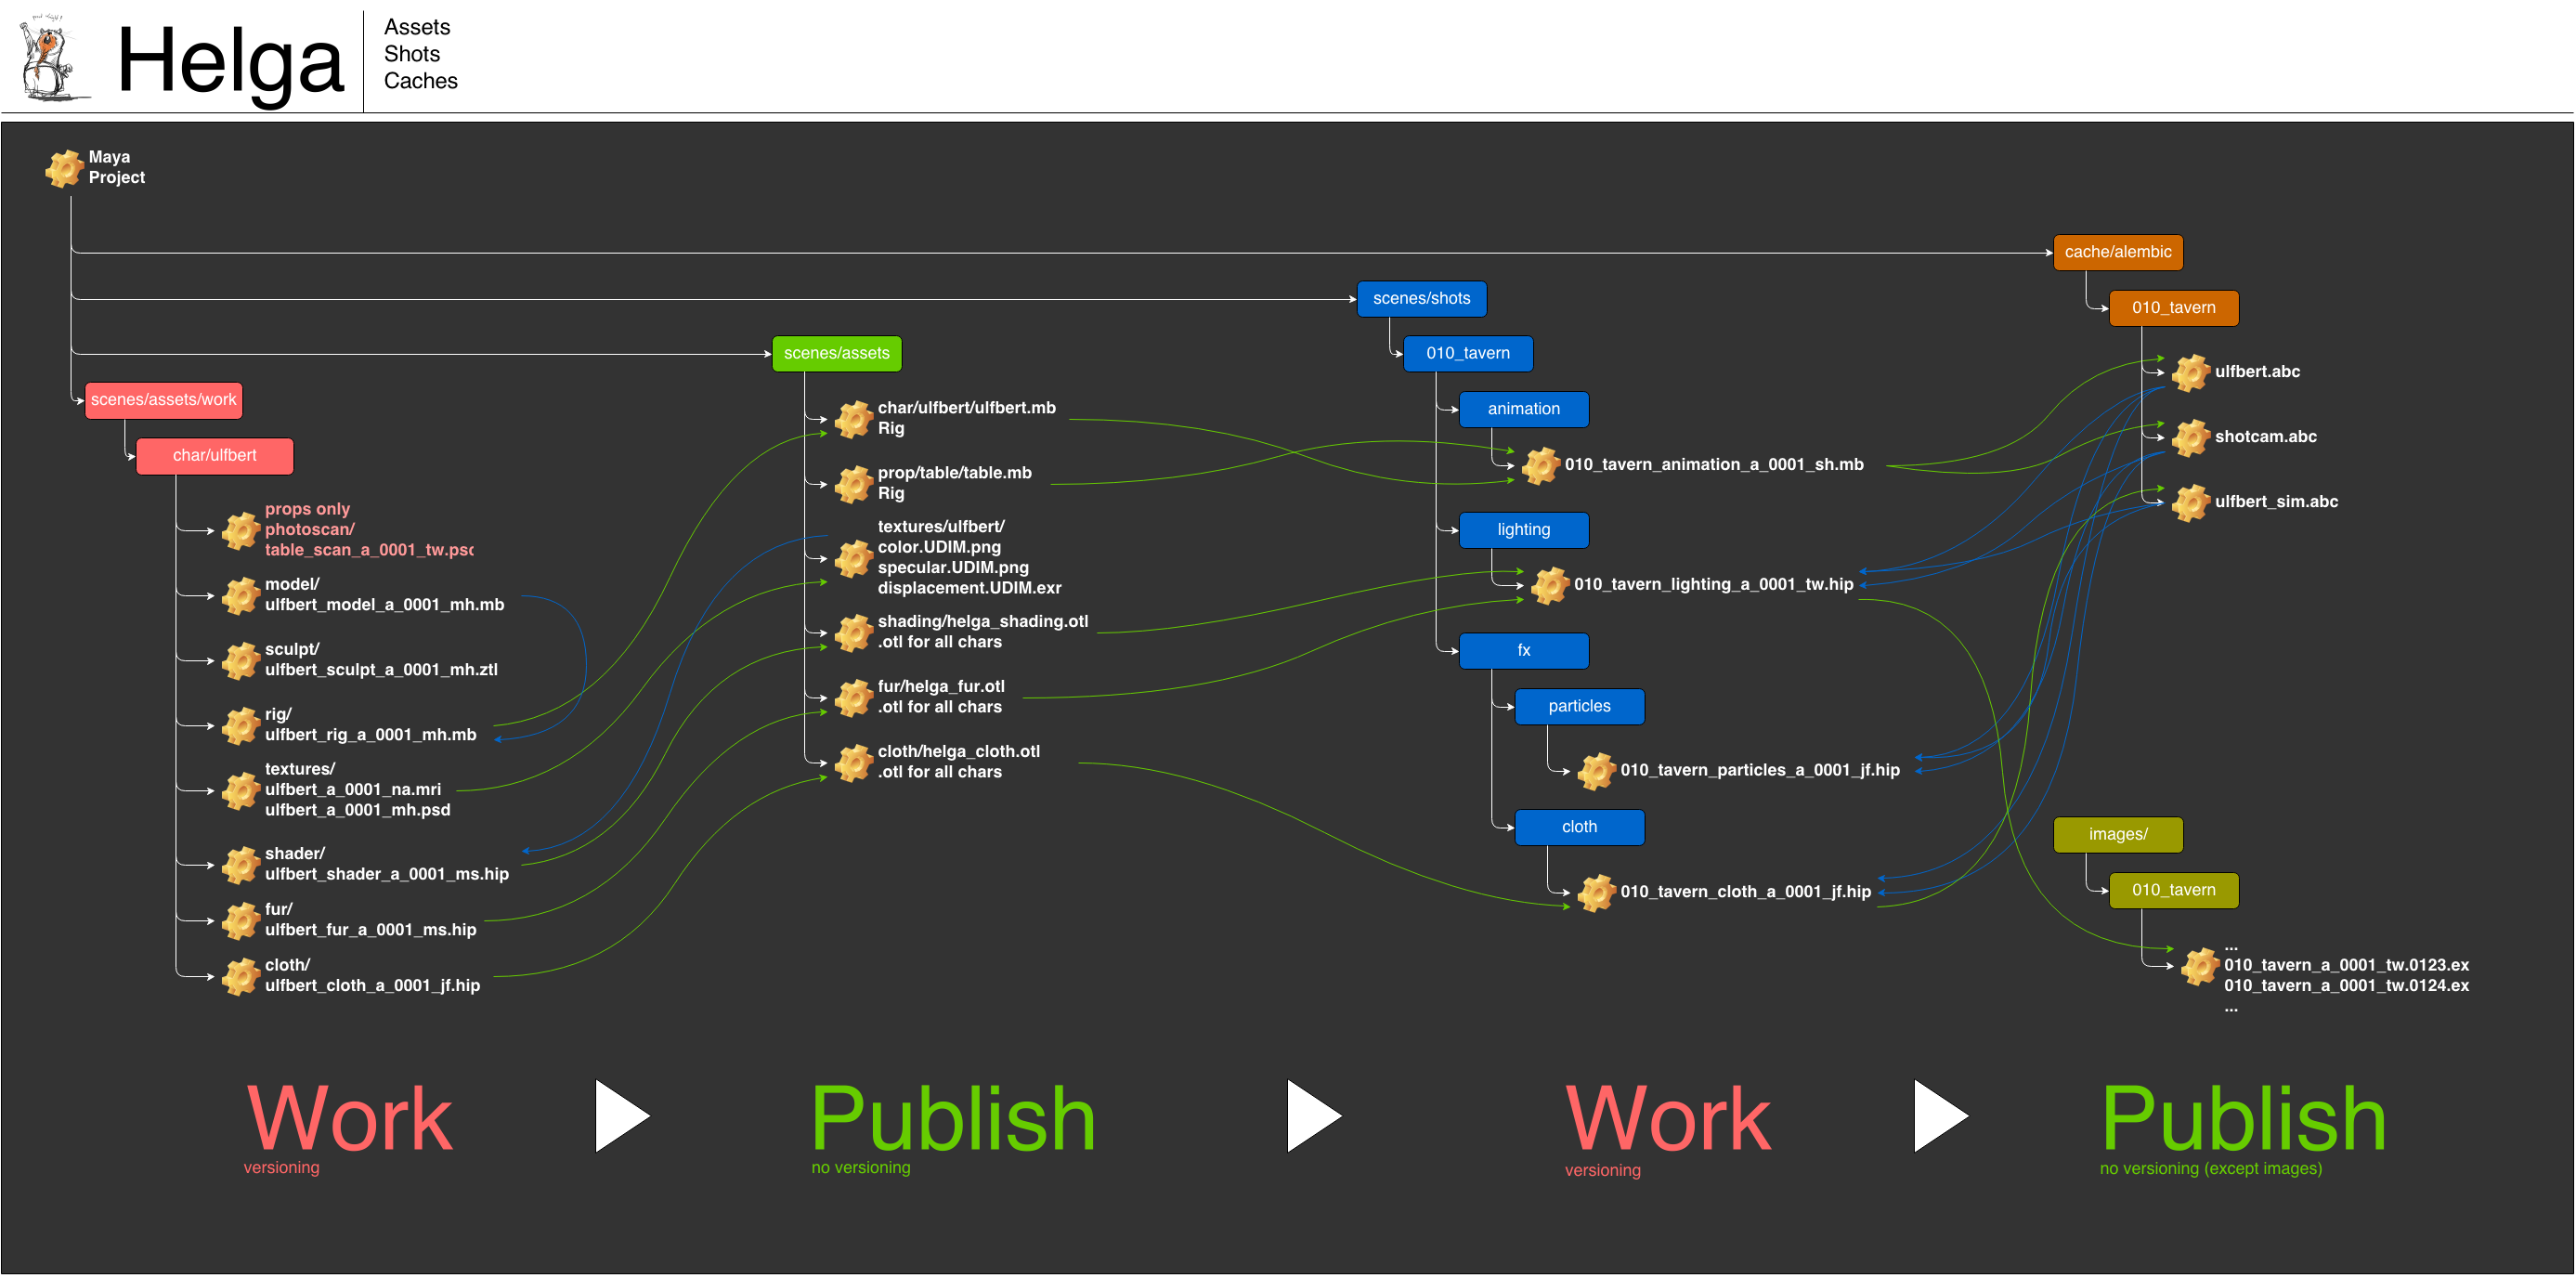 Helga
Assets
Shots
Caches
Maya
Project
cache/alembic
scenes/shots
010_tavern
scenes/assets
010_tavern
scenes/assets/work
char/ulfbert
props only
photoscan/
table_scan_a_0001_tw.psc
model/
ulfbert_model_a_0001_mh.mb
sculpt/
ulfbert_sculpt_a_0001_mh.ztl
rig/
ulfbert_rig_a_0001_mh.mb
textures/
ulfbert_a_0001_na.mri
ulfbert_a_0001_mh.psd
shader/
ulfbert_shader_a_0001_ms.hip
fur/
ulfbert_fur_a_0001_ms.hip
cloth/
ulfbert_cloth_a_0001_jf.hip
char/ulfbert/ulfbert.mb
Rig
prop/table/table.mb
Rig
textures/ulfbert/
color.UDIM.png
specular.UDIM.png
displacement.UDIM.exr
shading/helga_shading.otl
.otl for all chars
fur/helga_fur.otl
.otl for all chars
cloth/helga_cloth.otl
.otl for all chars
animation
010_tavern_animation_a_0001_sh.mb
lighting
010_tavern_lighting_a_0001_tw.hip
fx
particles
010_tavern_particles_a_0001_jf.hip
cloth
010_tavern_cloth_a_0001_jf.hip
ulfbert.abc
shotcam.abc
ulfbert_sim.abc
images/
010_tavern
...
010_tavern_a_0001_tw.0123.ex
010_tavern_a_0001_tw.0124.ex
...
Work
versioning
Publish
no versioning
Work
versioning
Publish
no versioning (except images)